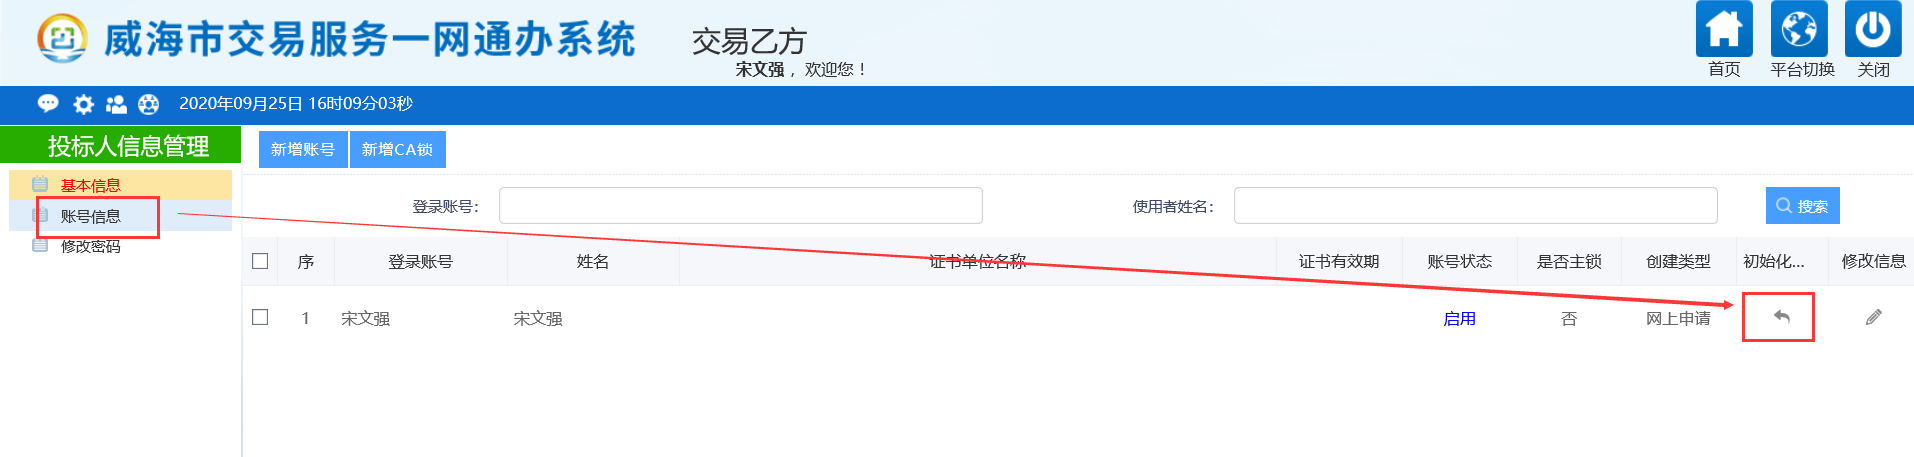 威海市交易服务一网通办系统
交易乙方
宋文强，欢迎您！
首页 平台切换 关闭
2020年09月25日 16时09分03秒
投标人信息管理
基本信息
账号信息
修改密码
新增账号 新增CA锁
登录账号： 使用者姓名： 搜索
序 登录账号 姓名 证书单位名称 证书有效期 账号状态 是否主锁 创建类型 初始化... 修改信息
1 宋文强 宋文强 启用 否 网上申请